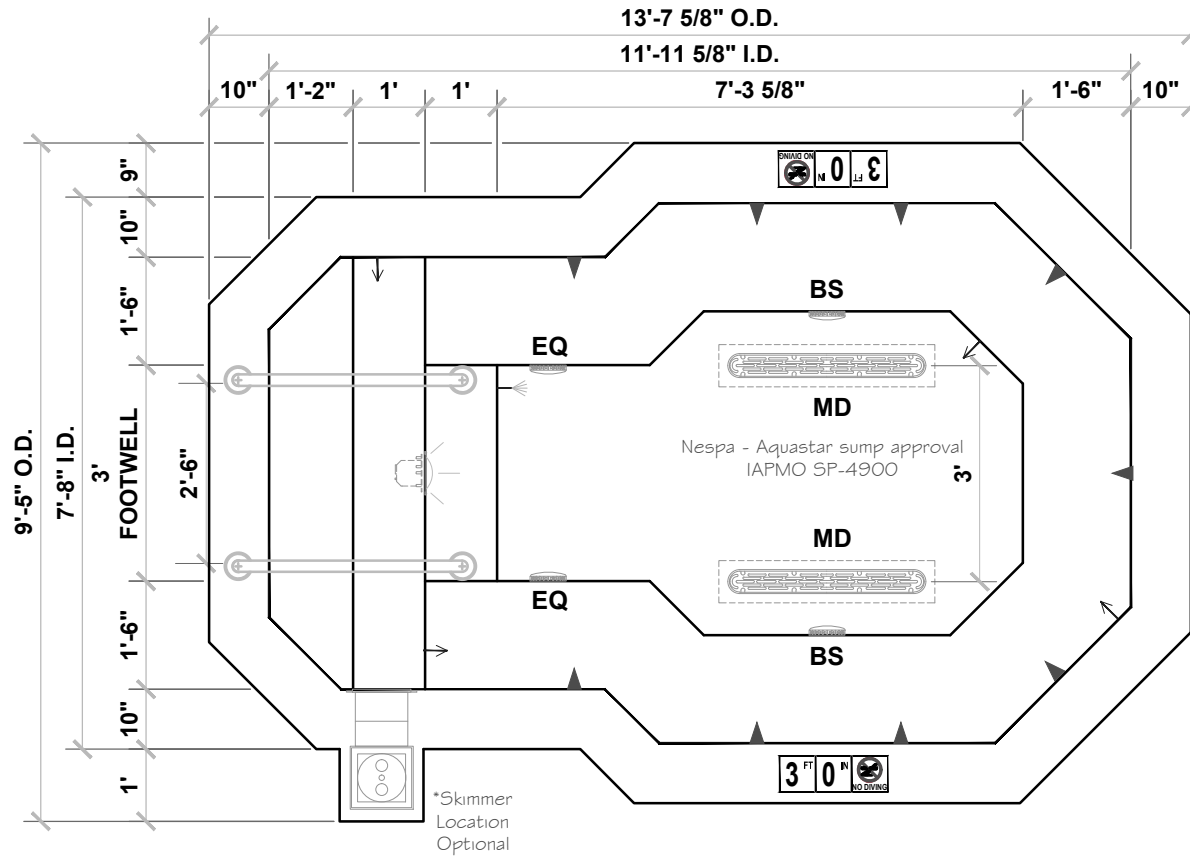 13'-7 5/8" O.D.
11'-11 5/8" I.D.
10" 1'-2" 1' 1' 7'-3 5/8" 1'-6" 10"
9"
10"
1'-6"
3'
FOOTWELL
1'-6"
10"
1'
9'-5" O.D.
7'-8" I.D.
2'-6"
3 FT 0 IN NO DIVING
BS
EQ
MD
Nespa - Aquastar sump approval
IAPMO SP-4900
3'
MD
EQ
BS
3 FT 0 IN NO DIVING
*Skimmer
Location
Optional